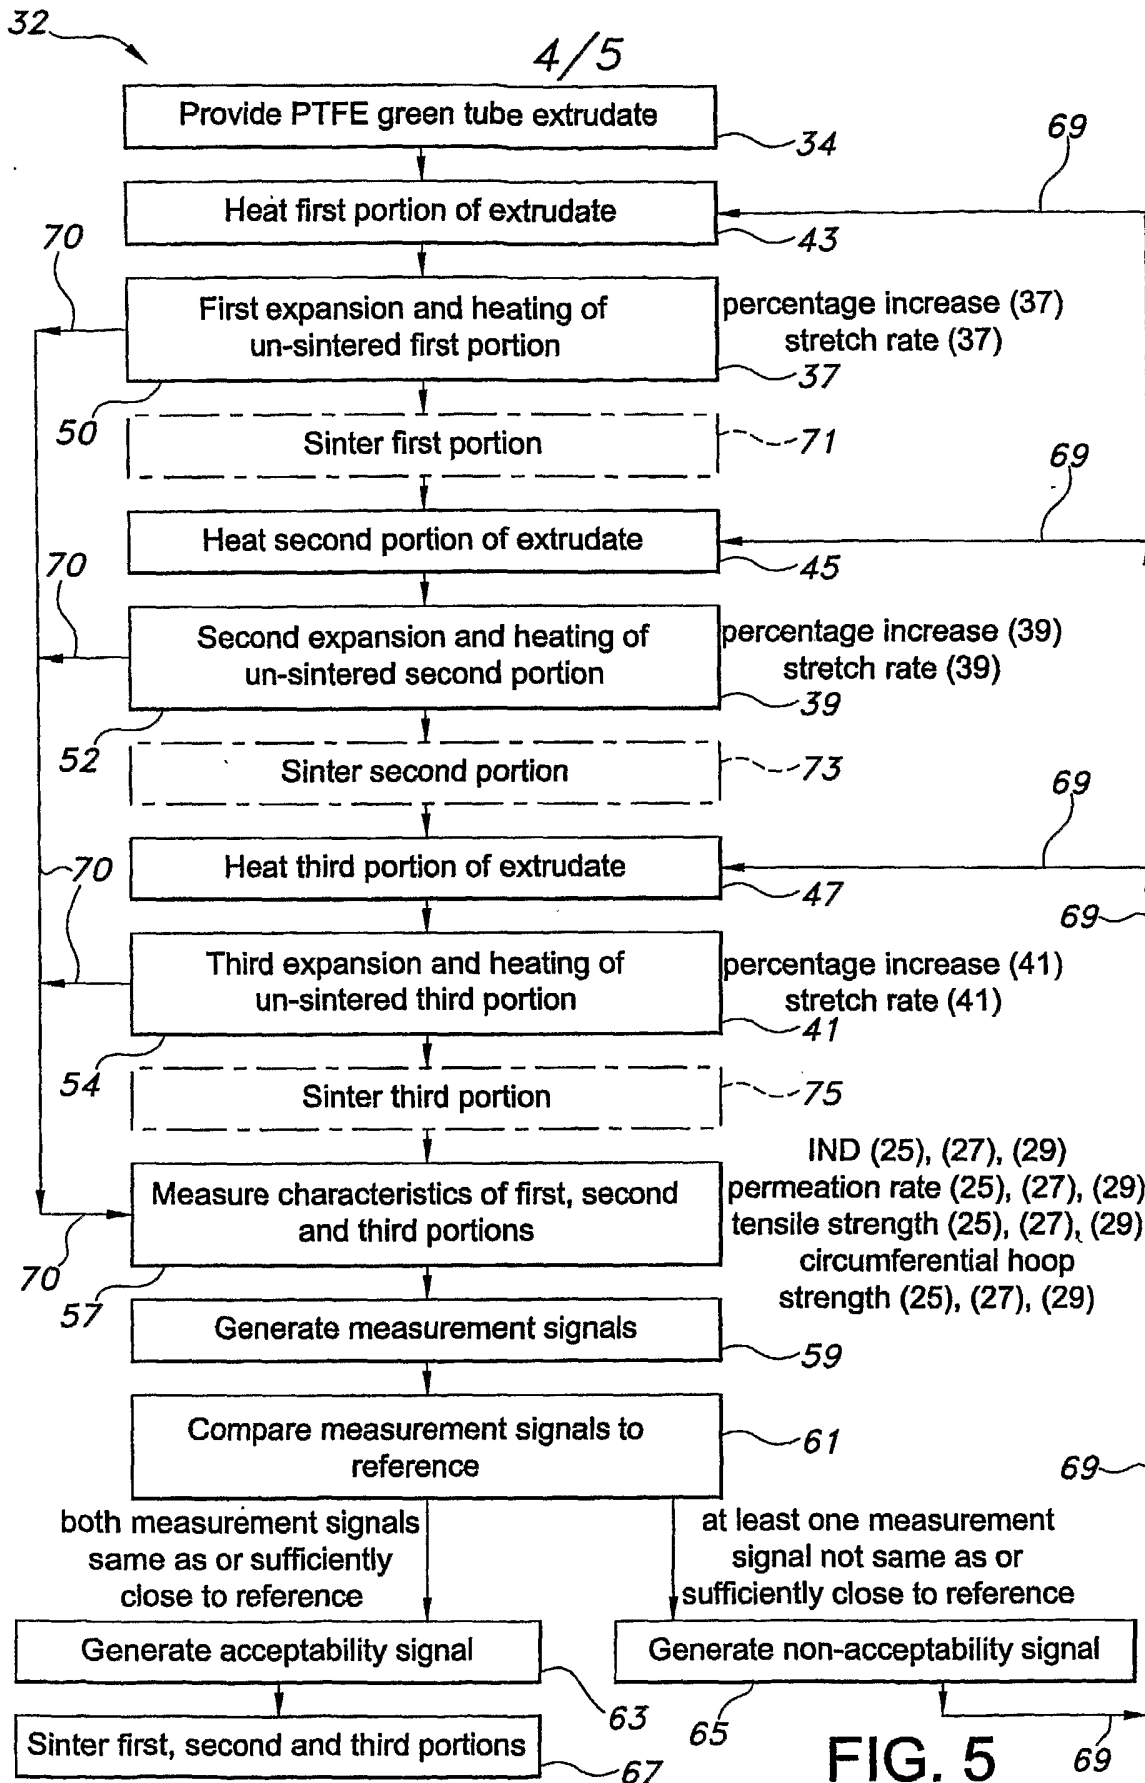 32
4/5
Provide PTFE green tube extrudate
34
69
Heat first portion of extrudate
43
70
First expansion and heating of
un-sintered first portion
percentage increase (37)
stretch rate (37)
37
50
Sinter first portion
71
69
Heat second portion of extrudate
45
70
Second expansion and heating of
un-sintered second portion
percentage increase (39)
stretch rate (39)
39
52
Sinter second portion
73
69
Heat third portion of extrudate
47
70
69
Third expansion and heating of
un-sintered third portion
percentage increase (41)
stretch rate (41)
41
54
Sinter third portion
75
Measure characteristics of first, second
and third portions
IND (25), (27), (29)
permeation rate (25), (27), (29)
tensile strength (25), (27), (29)
circumferential hoop
strength (25), (27), (29)
70
57
Generate measurement signals
59
Compare measurement signals to
reference
61
69
both measurement signals
same as or sufficiently
close to reference
at least one measurement
signal not same as or
sufficiently close to reference
Generate acceptability signal
63
Generate non-acceptability signal
65
69
Sinter first, second and third portions
67
FIG. 5